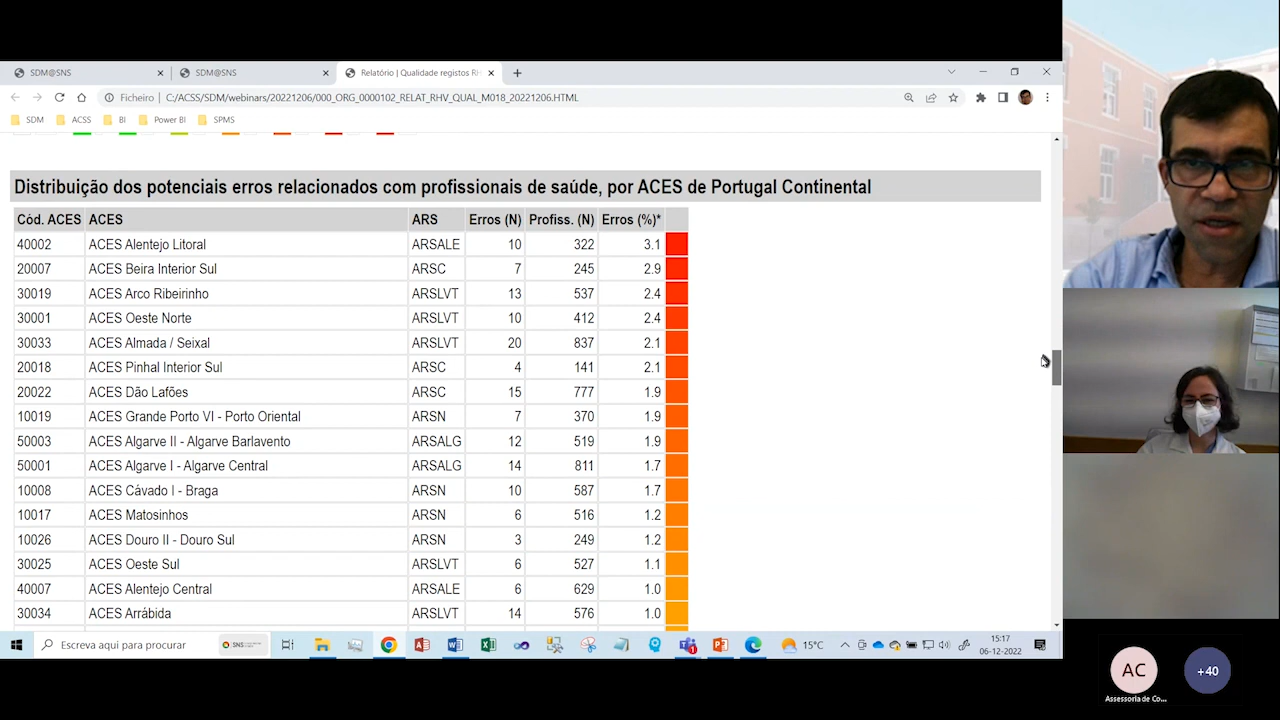 SDM@SNS
SDM@SNS
Relatório | Qualidade registos RH
Ficheiro | C:/ACSS/SDM/webinars/20221206/000_ORG_0000102_RELAT_RHV_QUAL_M018_20221206.HTML
SDM ACSS BI Power BI SPMS
Distribuição dos potenciais erros relacionados com profissionais de saúde, por ACES de Portugal Continental
Cód. ACES ACES ARS Erros (N) Profiss. (N) Erros (%)*
40002 ACES Alentejo Litoral ARSALE 10 322 3.1
20007 ACES Beira Interior Sul ARSC 7 245 2.9
30019 ACES Arco Ribeirinho ARSLVT 13 537 2.4
30001 ACES Oeste Norte ARSLVT 10 412 2.4
30033 ACES Almada / Seixal ARSLVT 20 837 2.1
20018 ACES Pinhal Interior Sul ARSC 4 141 2.1
20022 ACES Dão Lafões ARSC 15 777 1.9
10019 ACES Grande Porto VI - Porto Oriental ARSN 7 370 1.9
50003 ACES Algarve II - Algarve Barlavento ARSALG 12 519 1.9
50001 ACES Algarve I - Algarve Central ARSALG 14 811 1.7
10008 ACES Cávado I - Braga ARSN 10 587 1.7
10017 ACES Matosinhos ARSN 6 516 1.2
10026 ACES Douro II - Douro Sul ARSN 3 249 1.2
30025 ACES Oeste Sul ARSLVT 6 527 1.1
40007 ACES Alentejo Central ARSALE 6 629 1.0
30034 ACES Arrábida ARSLVT 14 576 1.0
Escreva aqui para procurar
SNS
15°C
15:17
06-12-2022
AC
+40
Assessoria de Co...